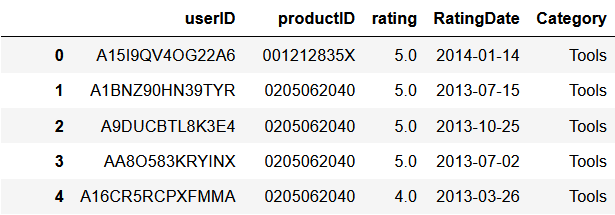 userID productID rating RatingDate Category
0 A15I9QV4OG22A6 001212835X 5.0 2014-01-14 Tools
1 A1BNZ90HN39TYR 0205062040 5.0 2013-07-15 Tools
2 A9DUCBTL8K3E4 0205062040 5.0 2013-10-25 Tools
3 AA8O583KRYINX 0205062040 5.0 2013-07-02 Tools
4 A16CR5RCPXFMMA 0205062040 4.0 2013-03-26 Tools